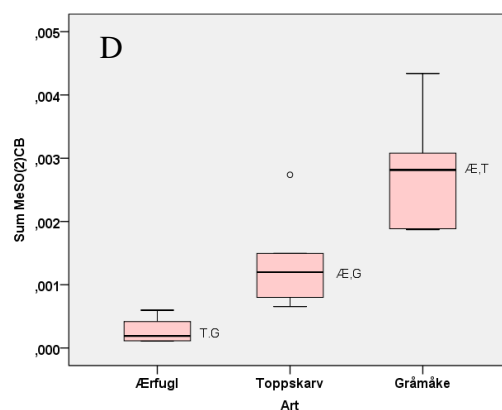 D
Sum MeSO(2)CB
,005
,004
,003
,002
,001
,000
Æ,T
Æ,G
T.G
Ærfugl Toppskarv Gråmåke
Art